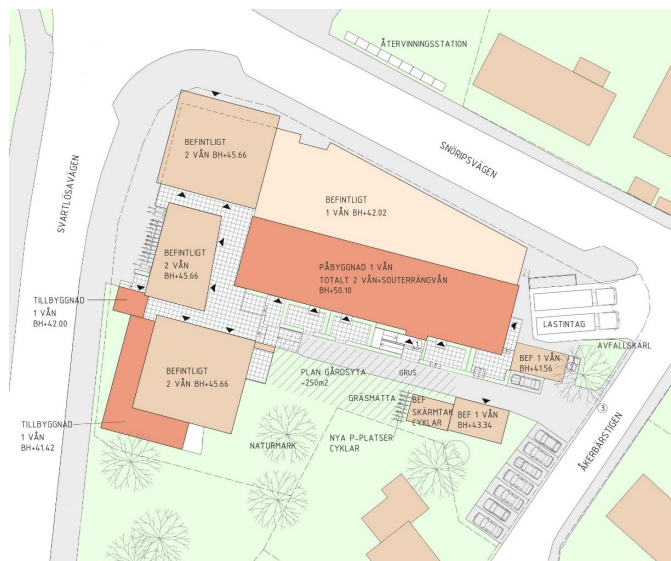 ÅTERVINNINGSSTATION
SNÖRIPSVÄGEN
SVARTLÖSAVÄGEN
BEFINTLIGT
2 VÅN BH+45.66
BEFINTLIGT
1 VÅN BH+42.02
BEFINTLIGT
2 VÅN
BH+45.66
PÅBYGGNAD 1 VÅN
TOTALT 2 VÅN+SOUTERRÄNGVÅN
BH+50.10
TILLBYGGNAD
1 VÅN
BH+42.00
LASTINTAG
AVFALLSKÄRL
BEF 1 VÅN
BH+41.56
BEFINTLIGT
2 VÅN BH+45.66
PLAN GÅRDSYTA
~250m2
GRUS
GRÄSMATTA
BEF
SKÄRMTAK
CYKLAR
BEF 1 VÅN
BH+43.34
TILLBYGGNAD
1 VÅN
BH+41.42
NATURMARK
NYA P-PLATSER
CYKLAR
3
ÅKERBÄRSTIGEN